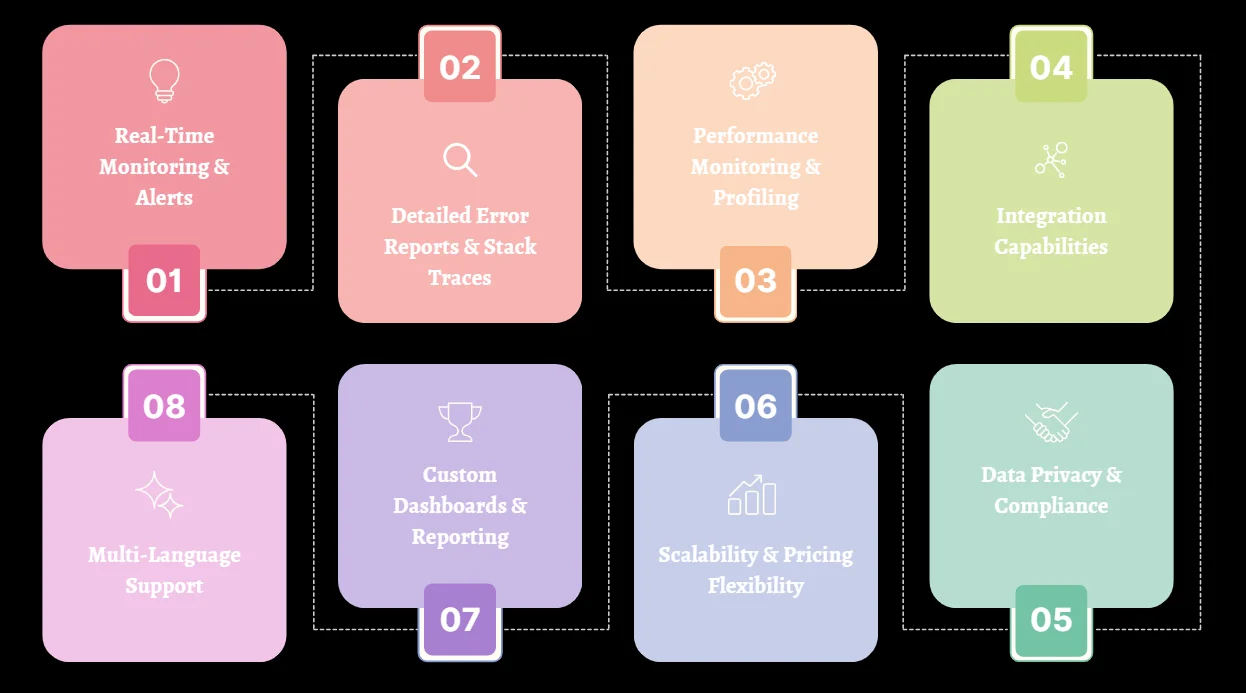 Real-Time
Monitoring &
Alerts
01
02
Detailed Error
Reports & Stack
Traces
Performance
Monitoring &
Profiling
03
04
Integration
Capabilities
Data Privacy &
Compliance
05
06
Scalability & Pricing
Flexibility
Custom
Dashboards &
Reporting
07
08
Multi-Language
Support